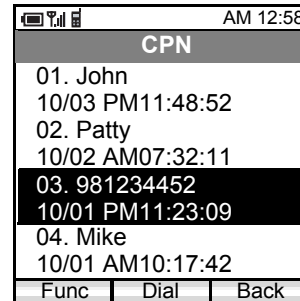 AM 12:58
CPN
01. John
10/03 PM11:48:52
02. Patty
10/02 AM07:32:11
03. 981234452
10/01 PM11:23:09
04. Mike
10/01 AM10:17:42
Func Dial Back